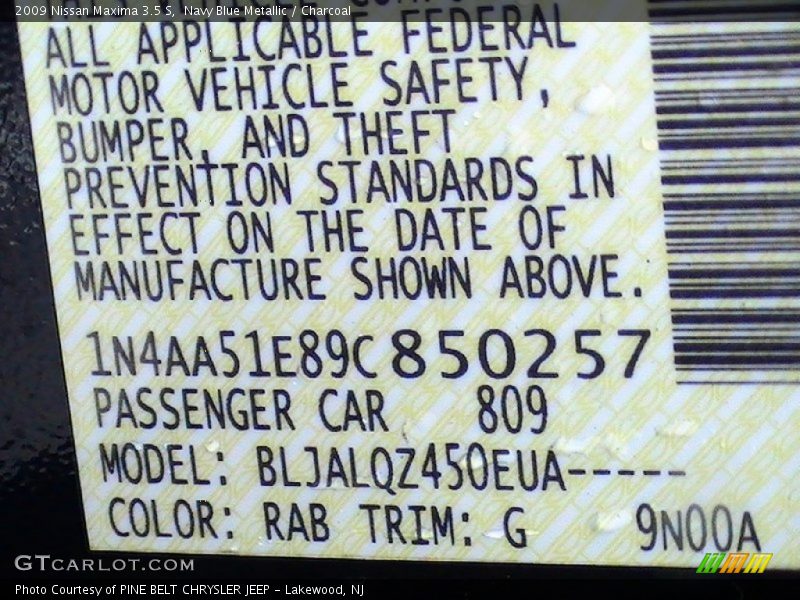 2009 Nissan Maxima 3.5 S, Navy Blue Metallic / Charcoal
ALL APPLICABLE FEDERAL
MOTOR VEHICLE SAFETY,
BUMPER, AND THEFT
PREVENTION STANDARDS IN
EFFECT ON THE DATE OF
MANUFACTURE SHOWN ABOVE.
1N4AA51E89C850257
PASSENGER CAR 809
MODEL: BLJALQZ450EUA-----
COLOR: RAB TRIM: G 9N00A
GTCARLOT.COM
Photo Courtesy of PINE BELT CHRYSLER JEEP - Lakewood, NJ